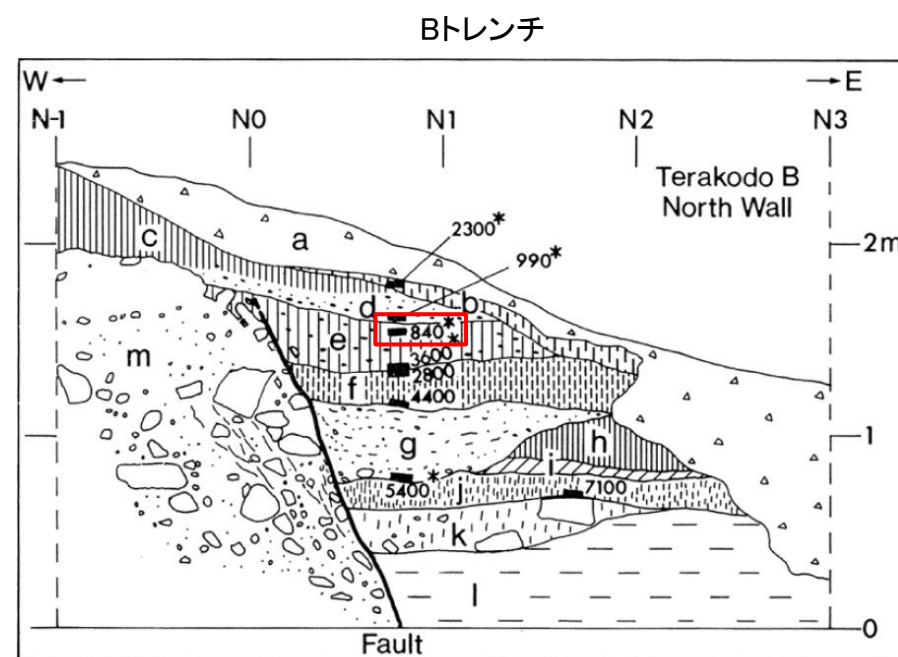 Bトレンチ
W E
N-1 N0 N1 N2 N3
Terakodo B
North Wall
2300*
c a 2m
990*
d b
840*
e *
m 3600
2800
f 4400
1
g h
i
5400* j 7100
k
l
0
Fault